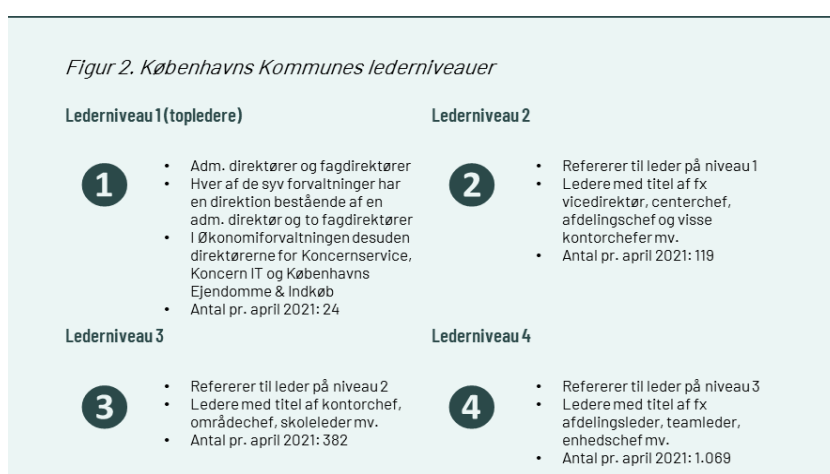 Figur 2. Københavns Kommunes lederniveauer
Lederniveau 1 (topledere)
1
• Adm. direktører og fagdirektører
• Hver af de syv forvaltninger har
en direktion bestående af en
adm. direktør og to fagdirektører
• I Økonomiforvaltningen desuden
direktørerne for Koncernservice,
Koncern IT og Københavns
Ejendomme & Indkøb
• Antal pr. april 2021: 24
Lederniveau 2
2
• Refererer til leder på niveau 1
• Ledere med titel af fx
vicedirektør, centerchef,
afdelingschef og visse
kontorchefer mv.
• Antal pr. april 2021: 119
Lederniveau 3
3
• Refererer til leder på niveau 2
• Ledere med titel af kontorchef,
områdechef, skoleleder mv.
• Antal pr. april 2021: 382
Lederniveau 4
4
• Refererer til leder på niveau 3
• Ledere med titel af fx
afdelingsleder, teamleder,
enhedschef mv.
• Antal pr. april 2021: 1.069